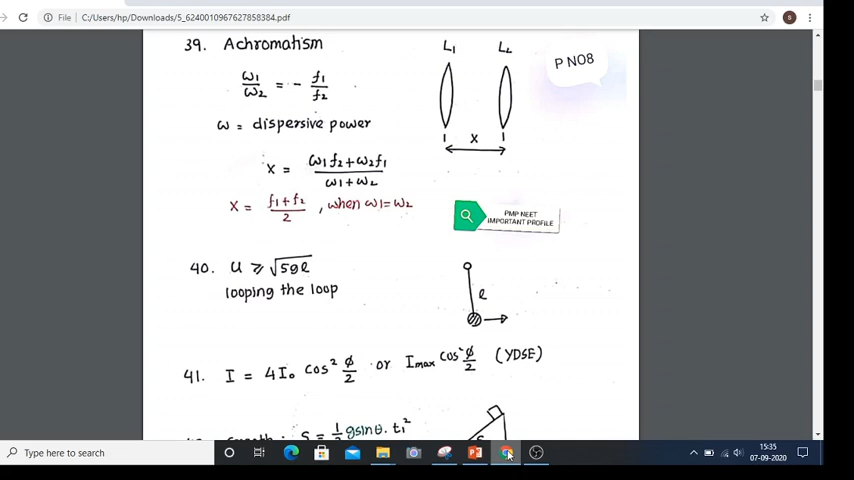 File | C:/Users/hp/Downloads/5_6240010967627858384.pdf
S
39. Achromatism
L1 L2
P NO8
ω1/ω2 = - f1/f2
ω = dispersive power
X
x = ω1f2+ω2f1/ω1+ω2
x = f1+f2/2 , when ω1=ω2
PMP NEET
IMPORTANT PROFILE
40. u ⩾ √5gl
looping the loop
l
41. I = 4I0 cos² ϕ/2 or Imax cos² ϕ/2 (YDSE)
S = 1/2 gsinθ. t1²
S
Type here to search
15:35
07-09-2020